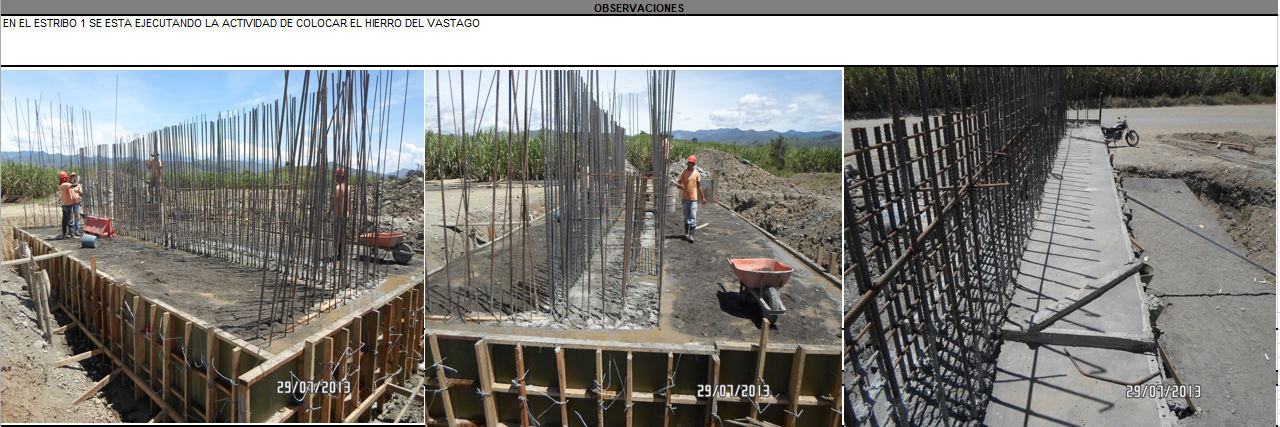 OBSERVACIONES
EN EL ESTRIBO 1 SE ESTA EJECUTANDO LA ACTIVIDAD DE COLOCAR EL HIERRO DEL VASTAGO
29/07/2013
29/07/2013
29/07/2013